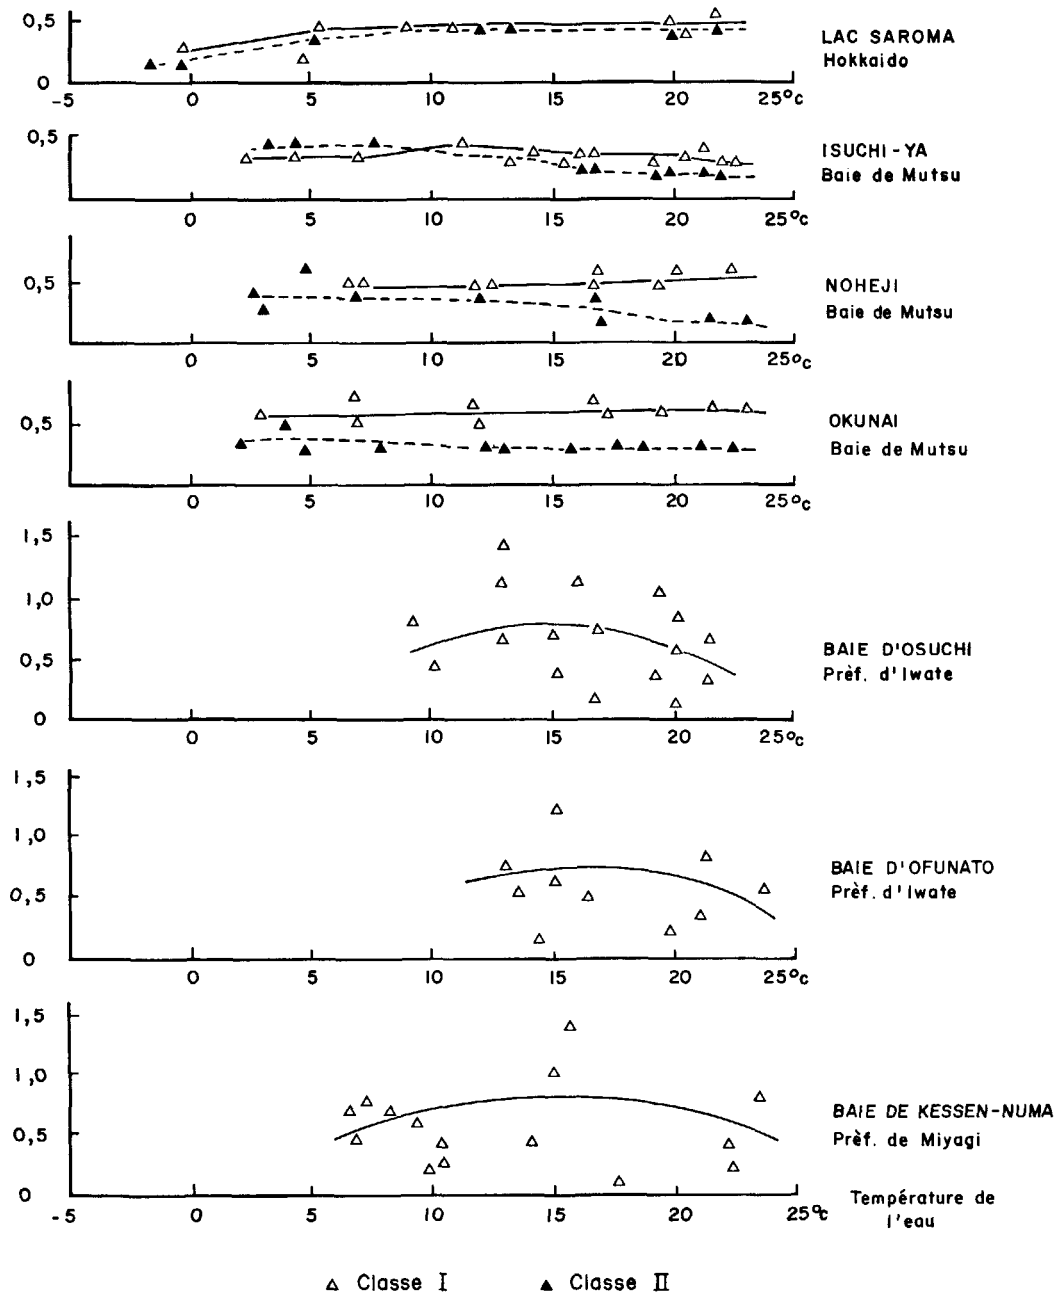 0,5
0
-5 0 5 10 15 20 25°c
LAC SAROMA
Hokkaido
0,5
0 5 10 15 20 25°c
ISUCHI-YA
Baie de Mutsu
0,5
0 5 10 15 20 25°c
NOHEJI
Baie de Mutsu
0,5
0 5 10 15 20 25°c
OKUNAI
Baie de Mutsu
1,5
1,0
0,5
0
0 5 10 15 20 25°c
BAIE D'OSUCHI
Prèf. d'Iwate
1,5
1,0
0,5
0
0 5 10 15 20 25°c
BAIE D'OFUNATO
Prèf. d'Iwate
1,5
1,0
0,5
0
-5 0 5 10 15 20 25°c
BAIE DE KESSEN-NUMA
Prèf. de Miyagi
Température de
l'eau
△ Classe I ▲ Classe II